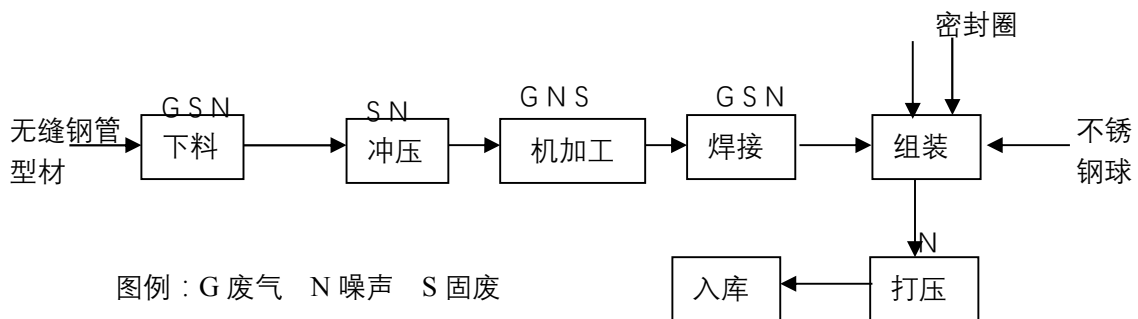 密封圈
G S N
S N
G N S
G S N
无缝钢管
型材
下料
冲压
机加工
焊接
组装
不锈
钢球
N
图例：G 废气 N 噪声 S 固废
入库
打压